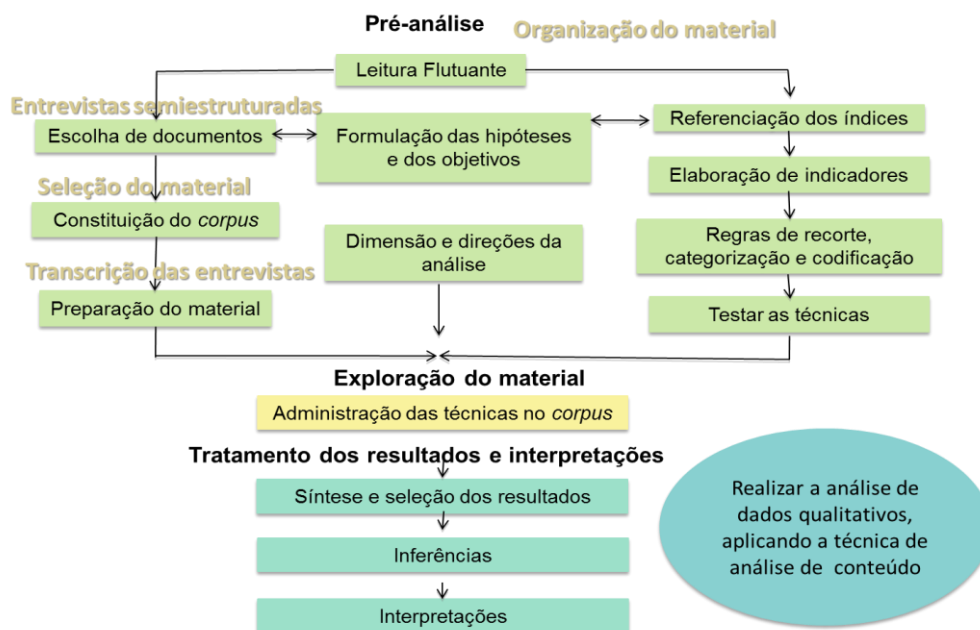 Pré-análise
Organização do material
Leitura Flutuante
Entrevistas semiestruturadas
Escolha de documentos
Formulação das hipóteses
e dos objetivos
Referenciação dos índices
Seleção do material
Elaboração de indicadores
Constituição do corpus
Dimensão e direções da
análise
Regras de recorte,
categorização e codificação
Transcrição das entrevistas
Preparação do material
Testar as técnicas
Exploração do material
Administração das técnicas no corpus
Tratamento dos resultados e interpretações
Síntese e seleção dos resultados
Inferências
Interpretações
Realizar a análise de
dados qualitativos,
aplicando a técnica de
análise de conteúdo